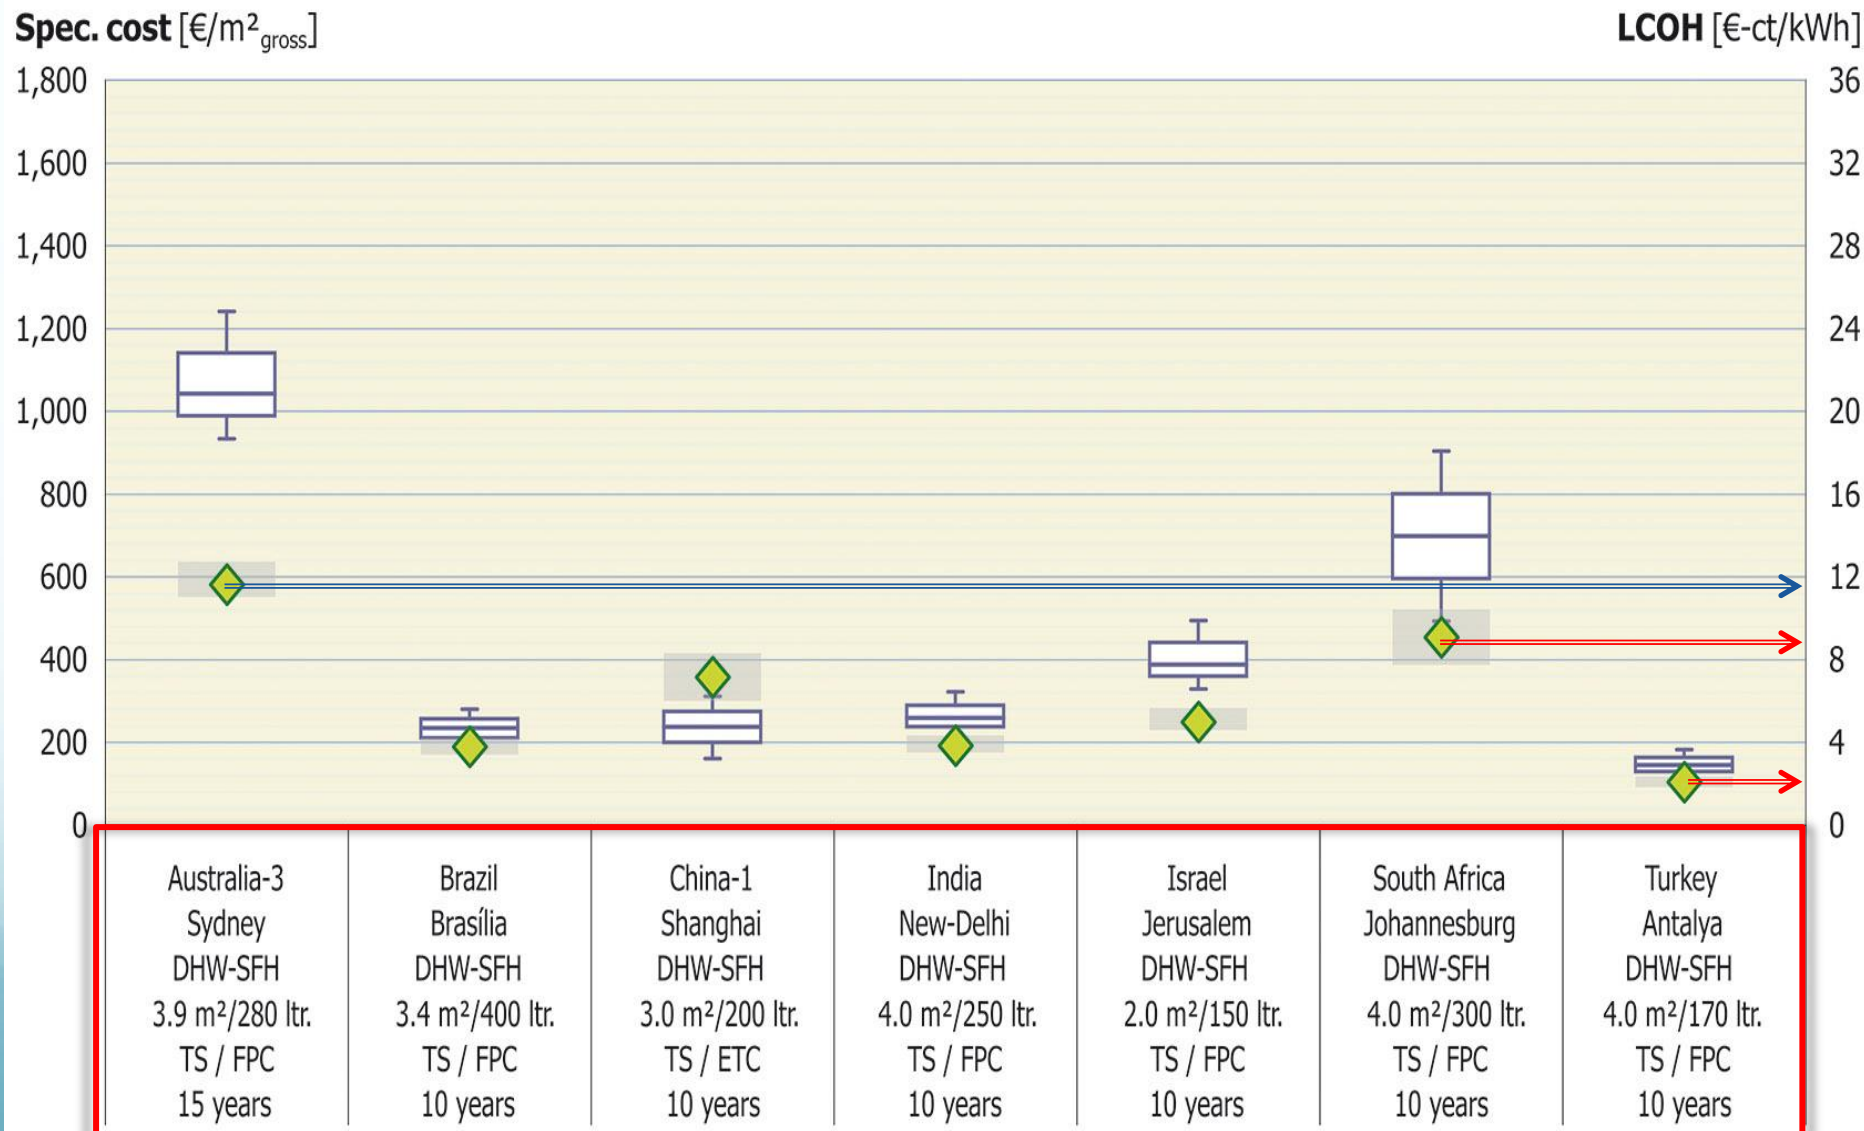 Spec. cost [€/m²gross]
LCOH [€-ct/kWh]
1,800
36
1,600
32
1,400
28
1,200
24
1,000
20
800
16
600
12
400
8
200
4
0
0
Australia-3
Sydney
DHW-SFH
3.9 m²/280 ltr.
TS / FPC
15 years
Brazil
Brasília
DHW-SFH
3.4 m²/400 ltr.
TS / FPC
10 years
China-1
Shanghai
DHW-SFH
3.0 m²/200 ltr.
TS / ETC
10 years
India
New-Delhi
DHW-SFH
4.0 m²/250 ltr.
TS / FPC
10 years
Israel
Jerusalem
DHW-SFH
2.0 m²/150 ltr.
TS / FPC
10 years
South Africa
Johannesburg
DHW-SFH
4.0 m²/300 ltr.
TS / FPC
10 years
Turkey
Antalya
DHW-SFH
4.0 m²/170 ltr.
TS / FPC
10 years